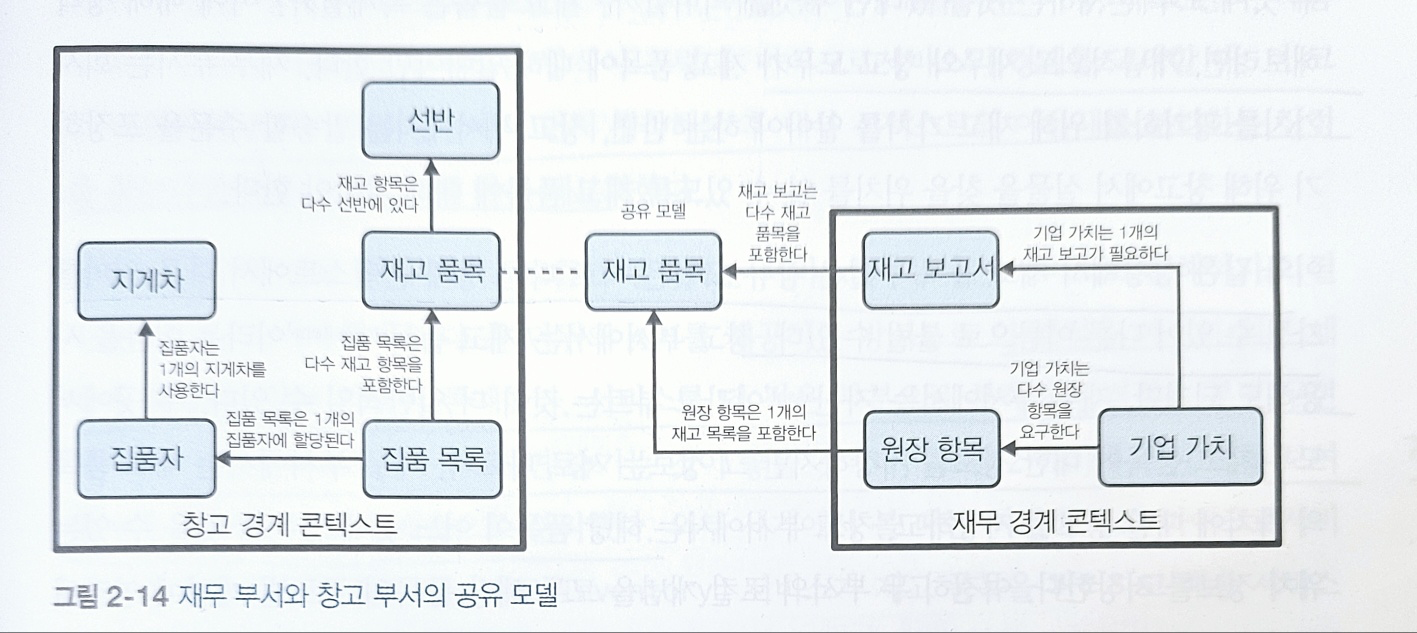 선반
재고 항목은
다수 선반에 있다
공유 모델
재고 보고는
다수 재고
품목을
포함한다
기업 가치는 1개의
재고 보고가 필요하다
지게차
재고 품목
재고 품목
재고 보고서
집품자는
1개의 지게차를
사용한다
집품 목록은
다수 재고 항목을
포함한다
기업 가치는
다수 원장
항목을
요구한다
집품 목록은 1개의
집품자에 할당된다
원장 항목은 1개의
재고 목록을 포함한다
집품자
집품 목록
원장 항목
기업 가치
창고 경계 콘텍스트
재무 경계 콘텍스트
그림 2-14 재무 부서와 창고 부서의 공유 모델